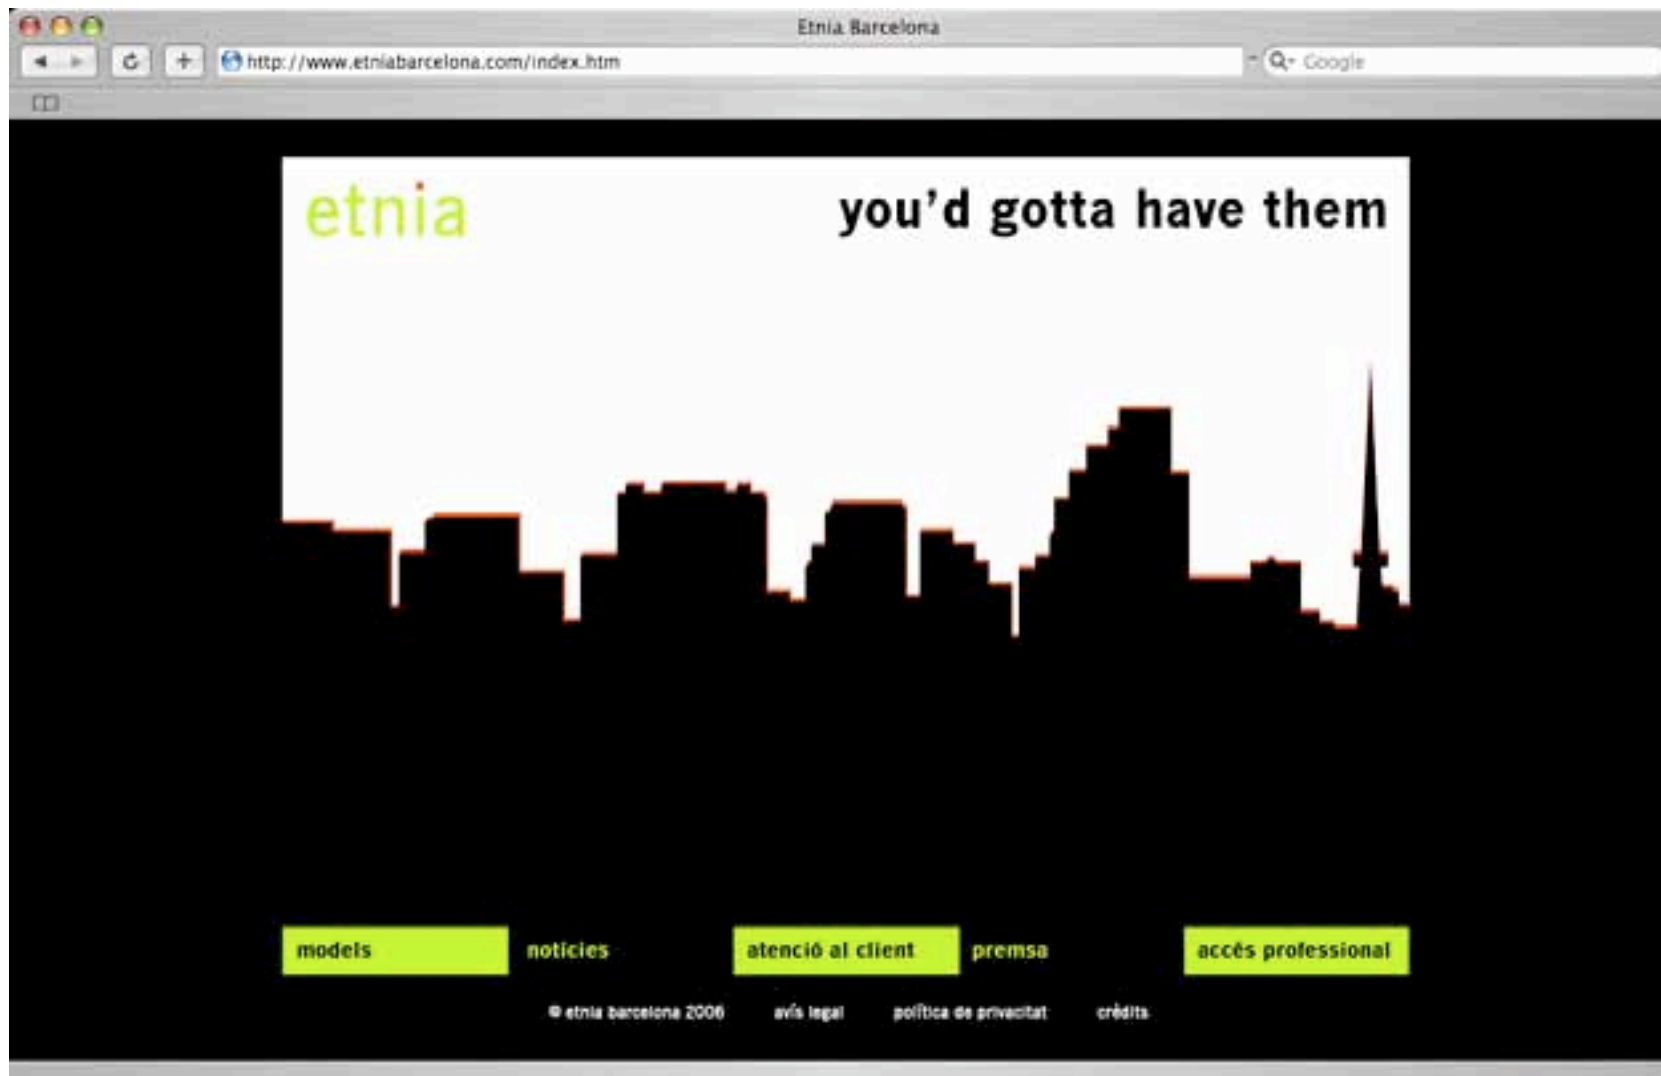 Etnia Barcelona
http://www.etniabarcelona.com/index.htm
Google
etnia
you'd gotta have them
models
notícies
atenció al client
premsa
accés professional
© etnia barcelona 2006
avís legal
política de privacitat
crèdits